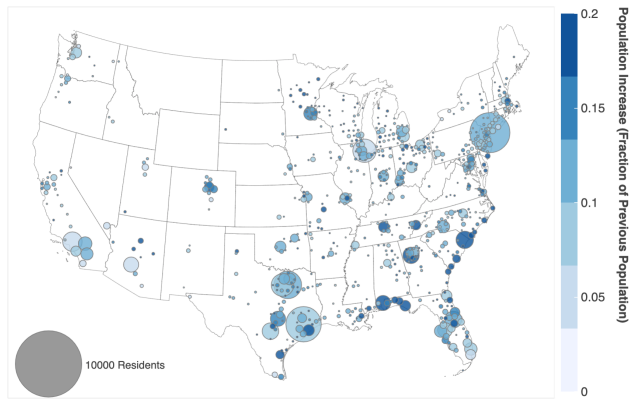 0.2
0.15
0.1
0.05
0
Population Increase (Fraction of Previous Population)
10000 Residents